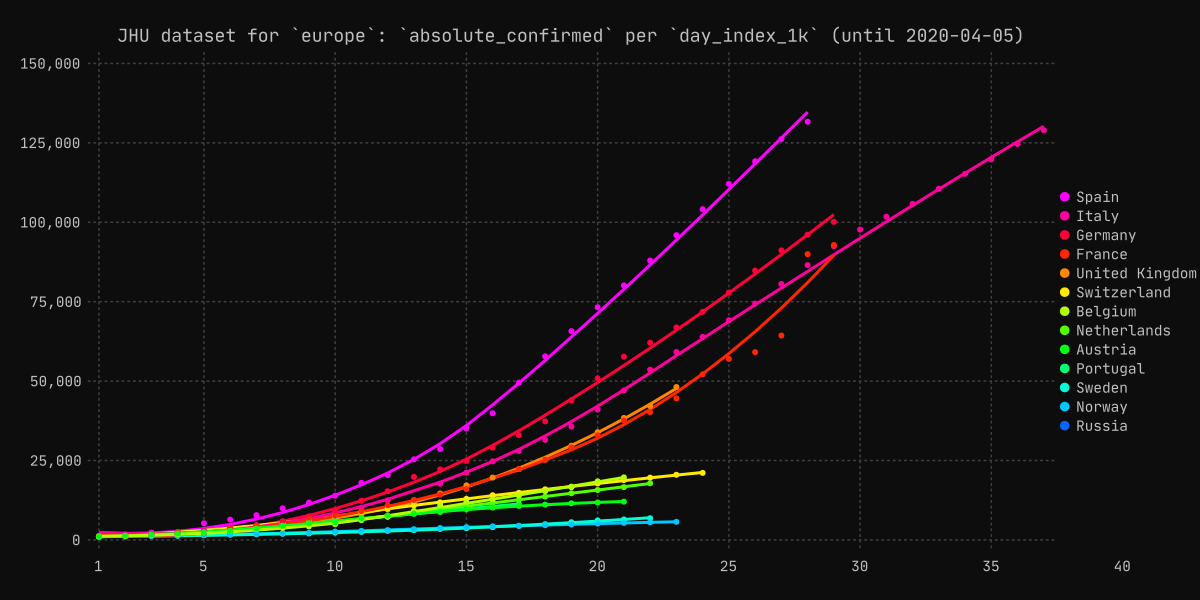 JHU dataset for `europe`: `absolute_confirmed` per `day_index_1k` (until 2020-04-05)
150,000
125,000
100,000
75,000
50,000
25,000
0
1 5 10 15 20 25 30 35 40
Spain
Italy
Germany
France
United Kingdom
Switzerland
Belgium
Netherlands
Austria
Portugal
Sweden
Norway
Russia